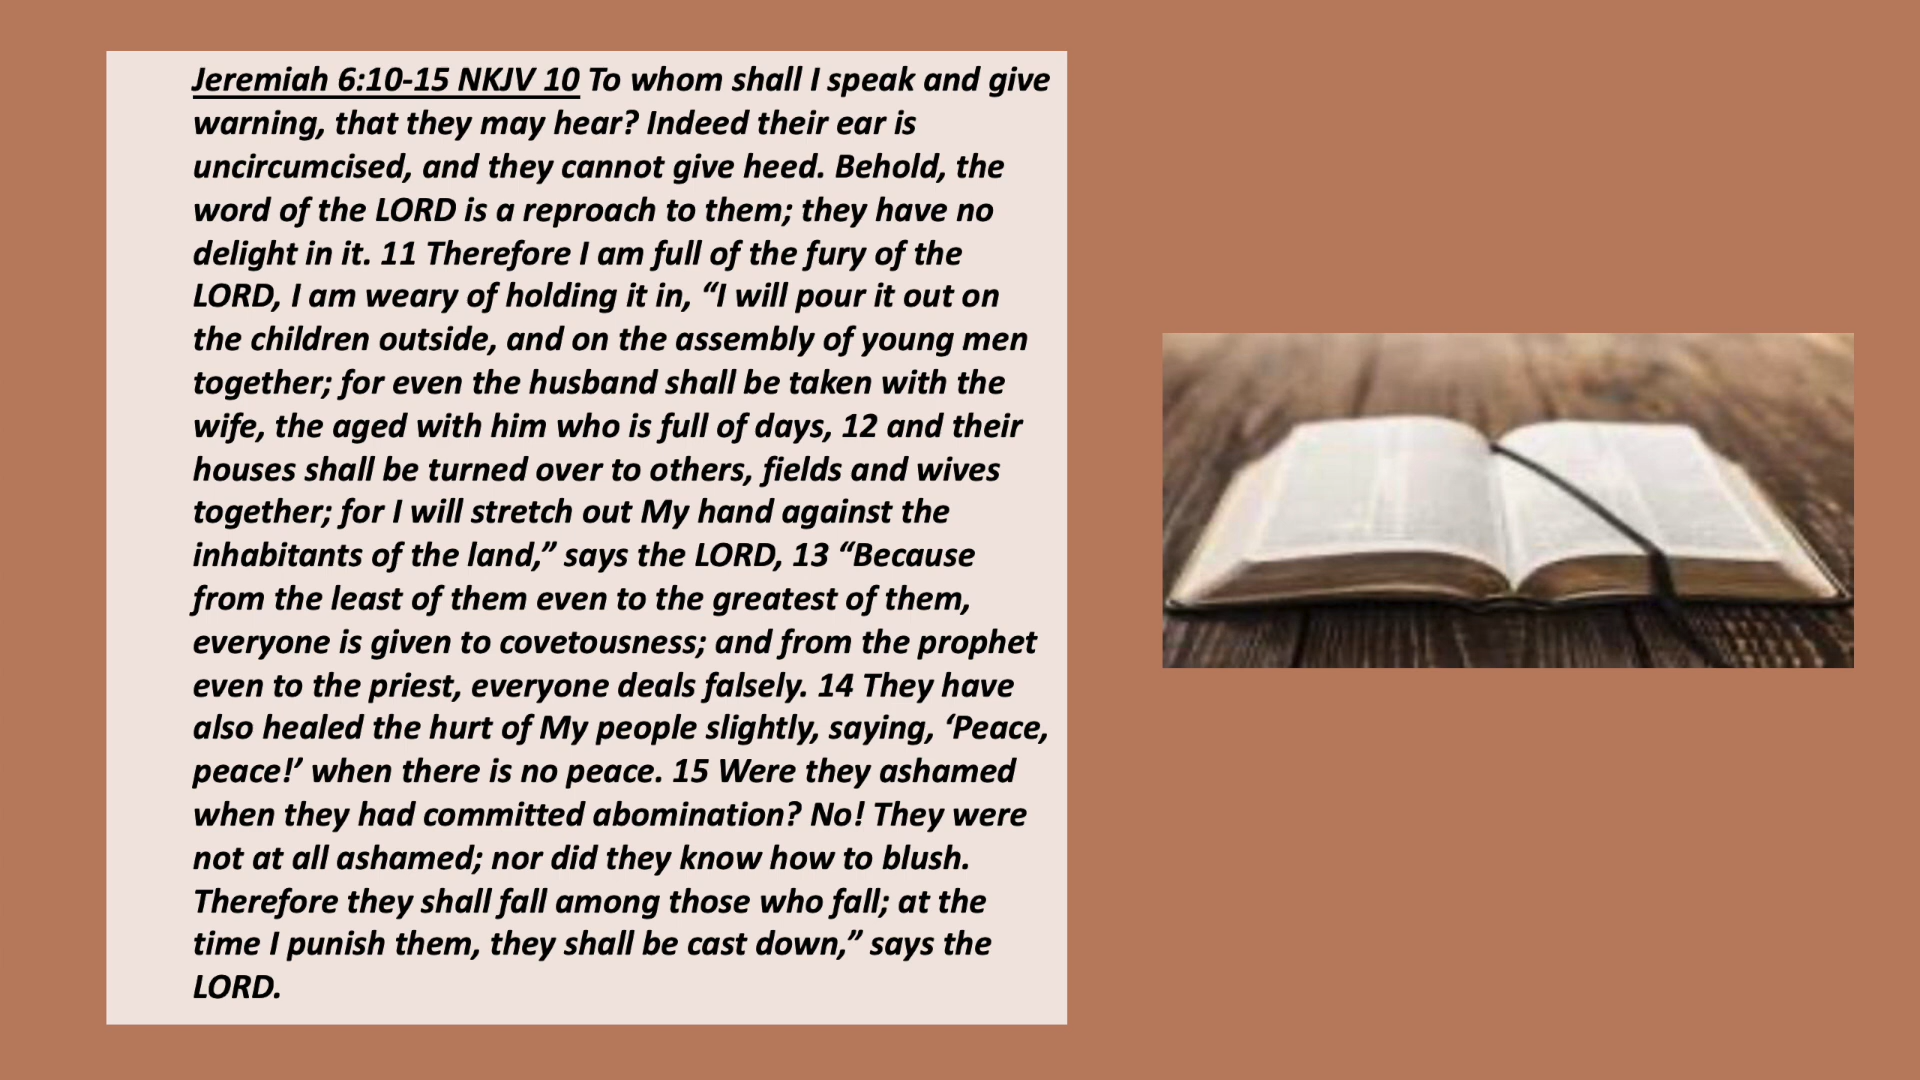 Jeremiah 6:10-15 NKJV 10 To whom shall I speak and give
warning, that they may hear? Indeed their ear is
uncircumcised, and they cannot give heed. Behold, the
word of the LORD is a reproach to them; they have no
delight in it. 11 Therefore I am full of the fury of the
LORD, I am weary of holding it in, “I will pour it out on
the children outside, and on the assembly of young men
together; for even the husband shall be taken with the
wife, the aged with him who is full of days, 12 and their
houses shall be turned over to others, fields and wives
together; for I will stretch out My hand against the
inhabitants of the land,” says the LORD, 13 “Because
from the least of them even to the greatest of them,
everyone is given to covetousness; and from the prophet
even to the priest, everyone deals falsely. 14 They have
also healed the hurt of My people slightly, saying, ‘Peace,
peace!’ when there is no peace. 15 Were they ashamed
when they had committed abomination? No! They were
not at all ashamed; nor did they know how to blush.
Therefore they shall fall among those who fall; at the
time I punish them, they shall be cast down,” says the
LORD.